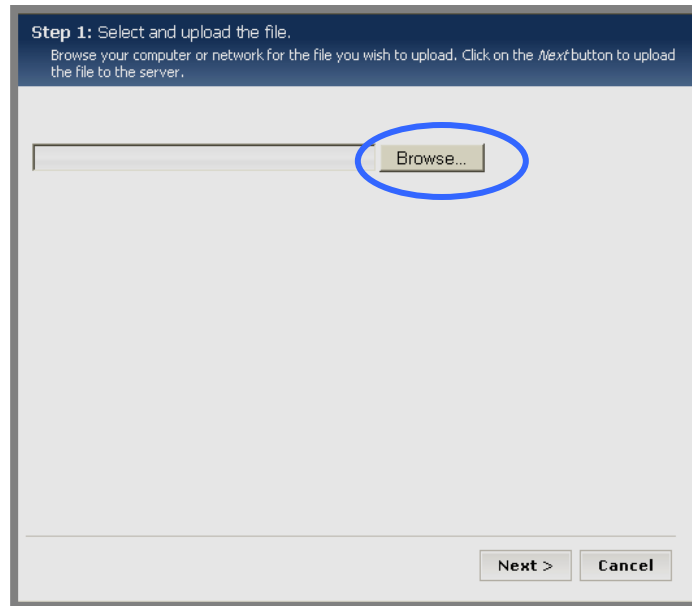 Step 1: Select and upload the file.
Browse your computer or network for the file you wish to upload. Click on the Next button to upload
the file to the server.
Browse...
Next >
Cancel